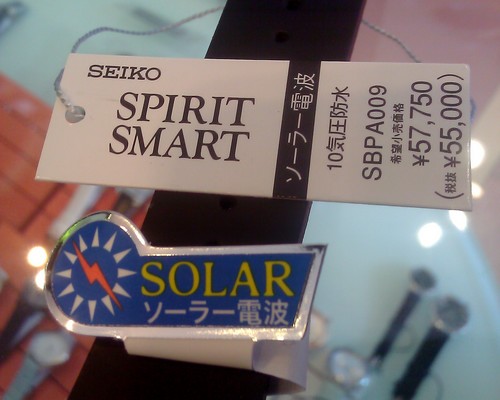 SEIKO
SPIRIT
SMART
ソーラー電波
10気圧防水
SBPA009
希望小売価格
¥57,750
(税抜 ¥55,000)
SOLAR
ソーラー電波